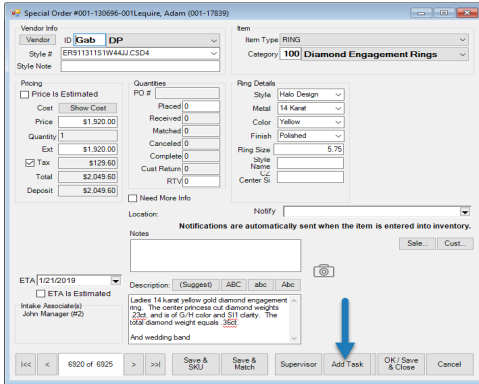 Special Order #001-130696-001Lequire, Adam (001-17839)
Vendor Info
Vendor ID Gab DP
Style # ER911311S1W44JJ.CSD4
Style Note
Item
Item Type RING
Category 100 Diamond Engagement Rings
Pricing
Price Is Estimated
Cost Show Cost
Price $1,920.00
Quantity 1
Ext $1,920.00
Tax $129.60
Total $2,049.60
Deposit $2,049.60
Quantities
PO #
Placed 0
Received 0
Matched 0
Canceled 0
Complete 0
Cust Return 0
RTV 0
Need More Info
Ring Details
Style Halo Design
Metal 14 Karat
Color Yellow
Finish Polished
Ring Size 5.75
Style
Name
CZ
Center Si
Location:
Notify
Notifications are automatically sent when the item is entered into inventory.
Notes
Sale... Cust...
ETA 1/21/2019
ETA Is Estimated
Intake Associate(s)
John Manager (#2)
Description: (Suggest) ABC abc Abc
Ladies 14 karat yellow gold diamond engagement
ring. The center princess cut diamond weights
.23ct, and is of G/H color and SI1 clarity. The
total diamond weight equals .35ct.
And wedding band
|<< < 6920 of 6925 > >>| Save & SKU Save & Match Supervisor Add Task OK / Save & Close Cancel